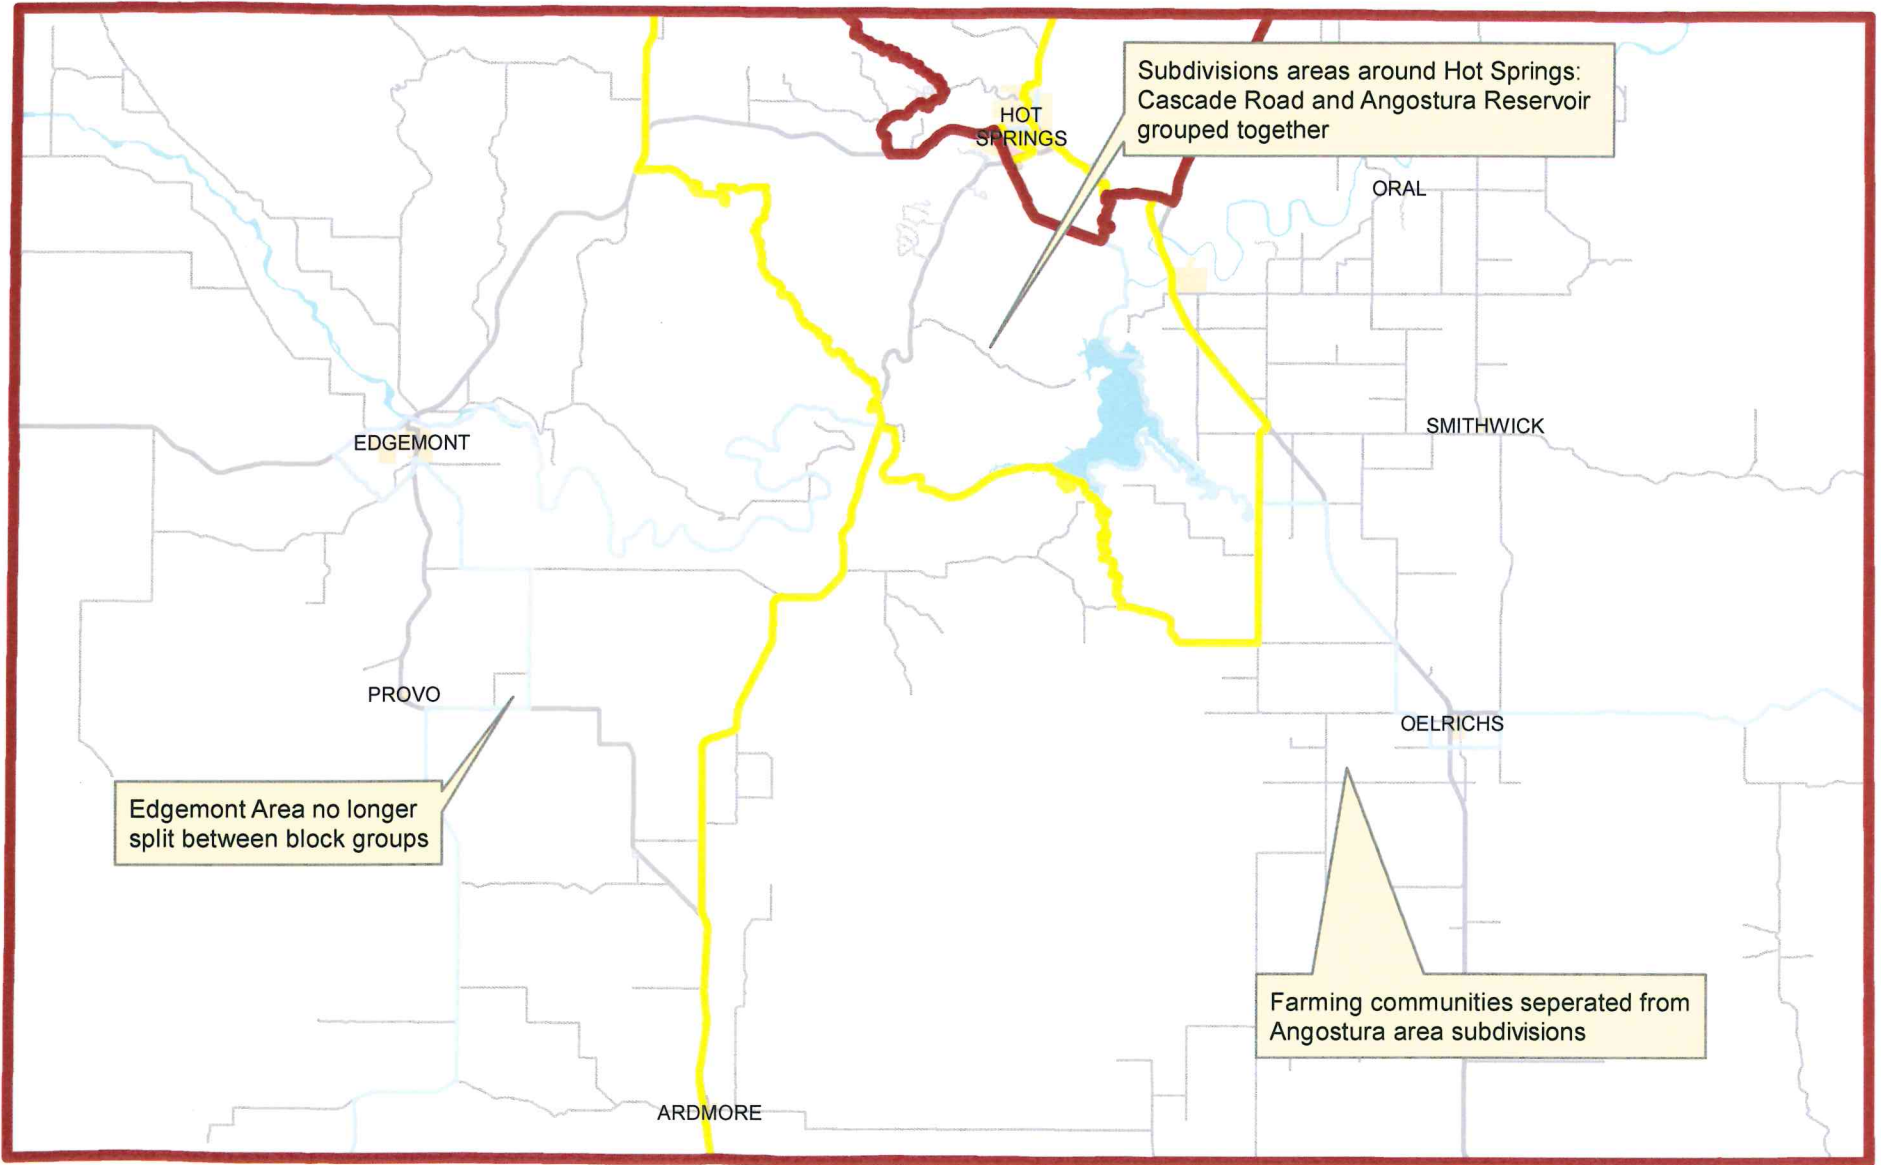 Subdivisions areas around Hot Springs:
Cascade Road and Angostura Reservoir
grouped together
HOT
SPRINGS
ORAL
SMITHWICK
EDGEMONT
PROVO
OELRICHS
Edgemont Area no longer
split between block groups
Farming communities seperated from
Angostura area subdivisions
ARDMORE